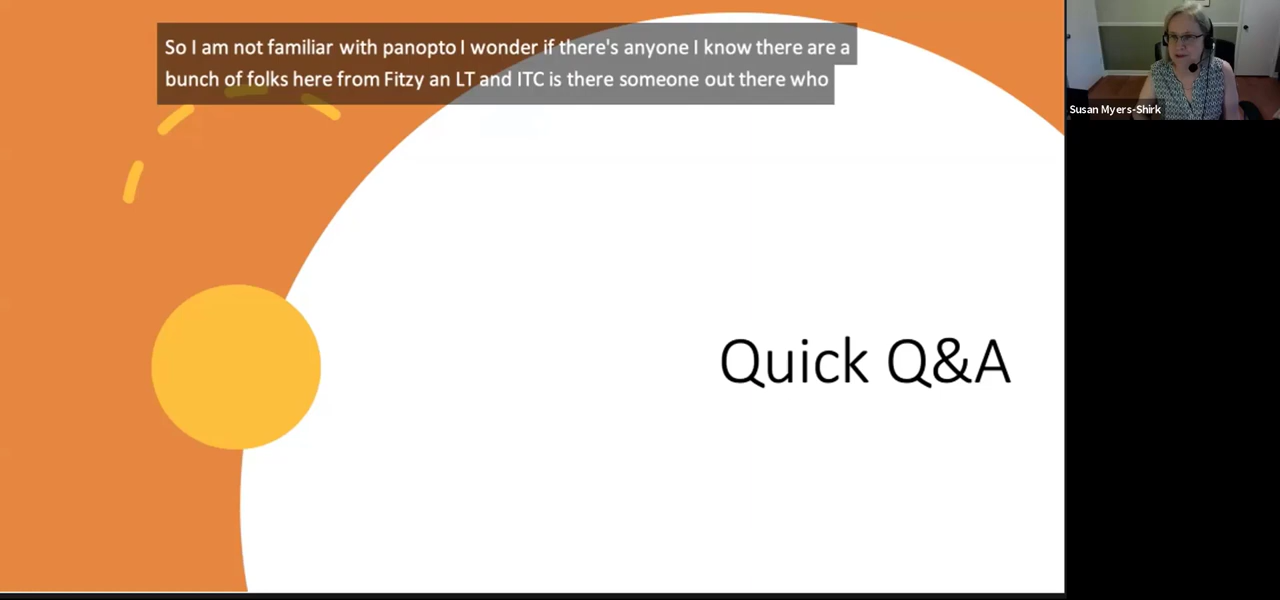 So I am not familiar with panopto I wonder if there's anyone I know there are a
bunch of folks here from Fitzy an LT and ITC is there someone out there who
Susan Myers-Shirk
Quick Q&A